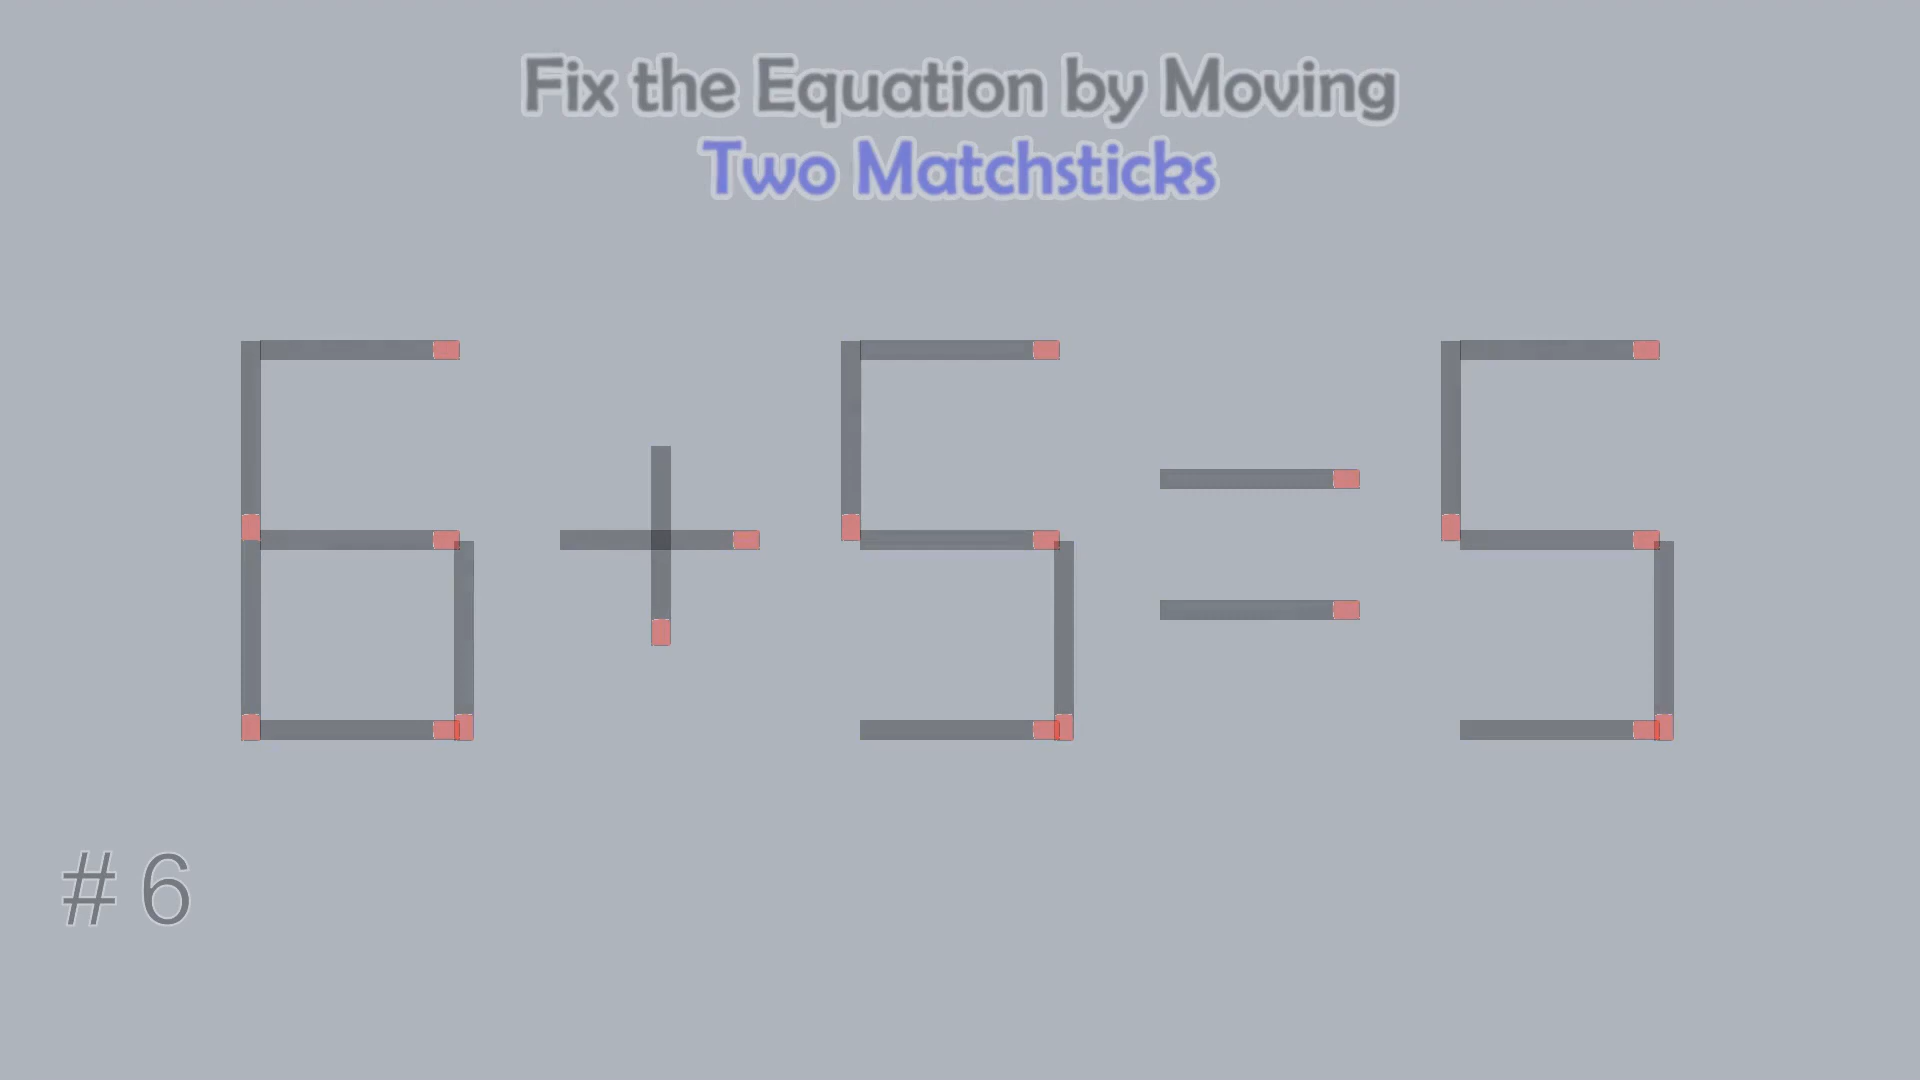 Fix the Equation by Moving
Two Matchsticks
6 + 5 = 5
# 6